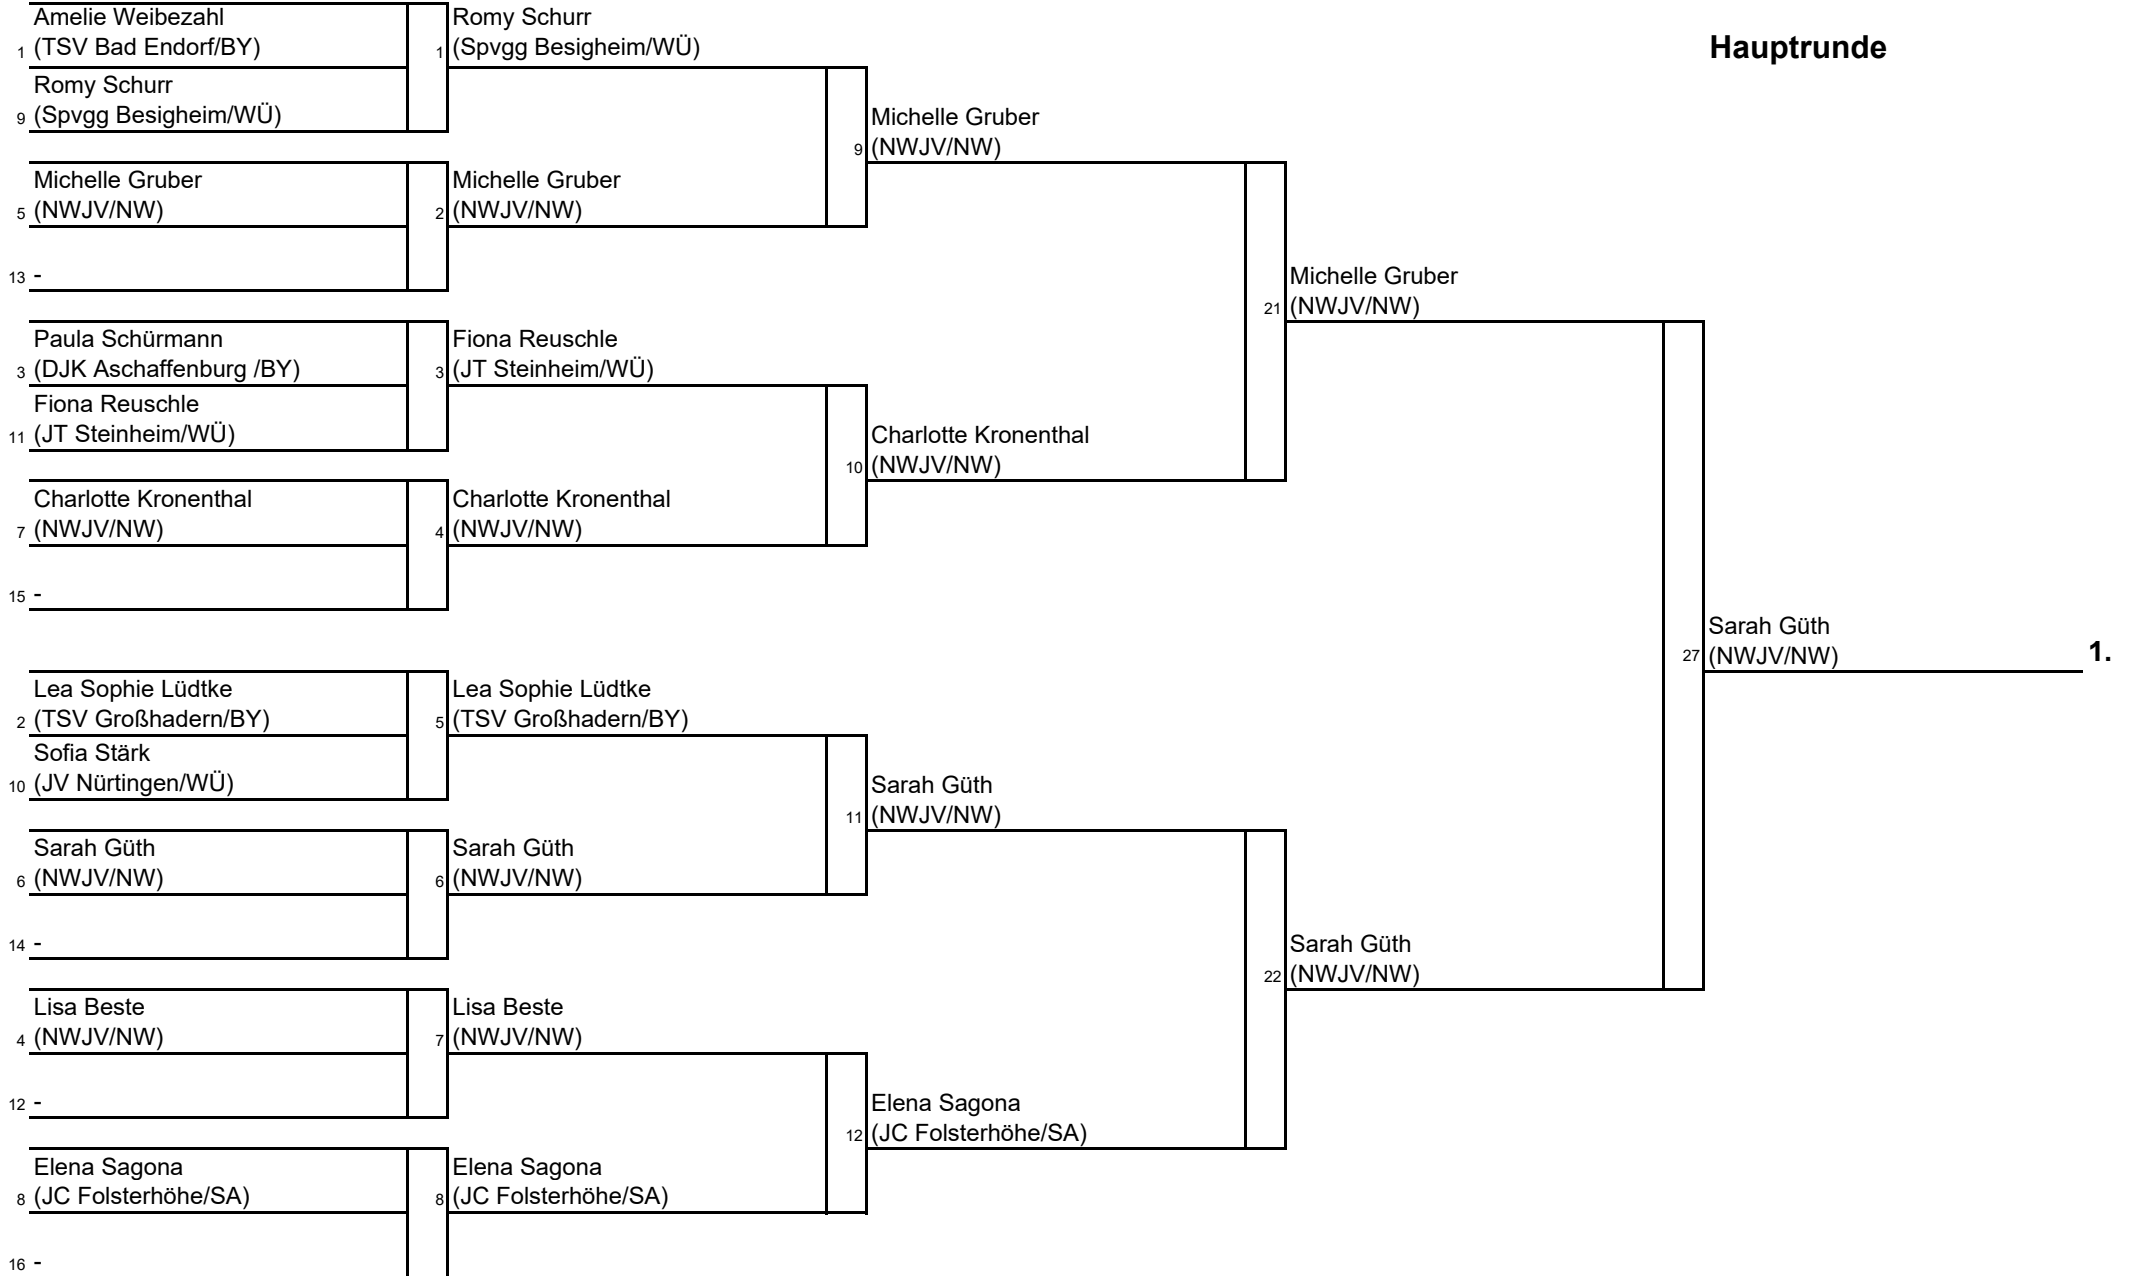 Hauptrunde
Amelie Weibezahl
1 (TSV Bad Endorf/BY)
Romy Schurr
9 (Spvgg Besigheim/WÜ)
Michelle Gruber
5 (NWJV/NW)
13 -
Paula Schürmann
3 (DJK Aschaffenburg /BY)
Fiona Reuschle
11 (JT Steinheim/WÜ)
Charlotte Kronenthal
7 (NWJV/NW)
15 -
Lea Sophie Lüdtke
2 (TSV Großhadern/BY)
Sofia Stärk
10 (JV Nürtingen/WÜ)
Sarah Güth
6 (NWJV/NW)
14 -
Lisa Beste
4 (NWJV/NW)
12 -
Elena Sagona
8 (JC Folsterhöhe/SA)
16 -
Romy Schurr
1 (Spvgg Besigheim/WÜ)
Michelle Gruber
2 (NWJV/NW)
Fiona Reuschle
3 (JT Steinheim/WÜ)
Charlotte Kronenthal
4 (NWJV/NW)
Lea Sophie Lüdtke
5 (TSV Großhadern/BY)
Sarah Güth
6 (NWJV/NW)
Lisa Beste
7 (NWJV/NW)
Elena Sagona
8 (JC Folsterhöhe/SA)
Michelle Gruber
9 (NWJV/NW)
Charlotte Kronenthal
10 (NWJV/NW)
Sarah Güth
11 (NWJV/NW)
Elena Sagona
12 (JC Folsterhöhe/SA)
Michelle Gruber
21 (NWJV/NW)
Sarah Güth
22 (NWJV/NW)
Sarah Güth
27 (NWJV/NW) 1.